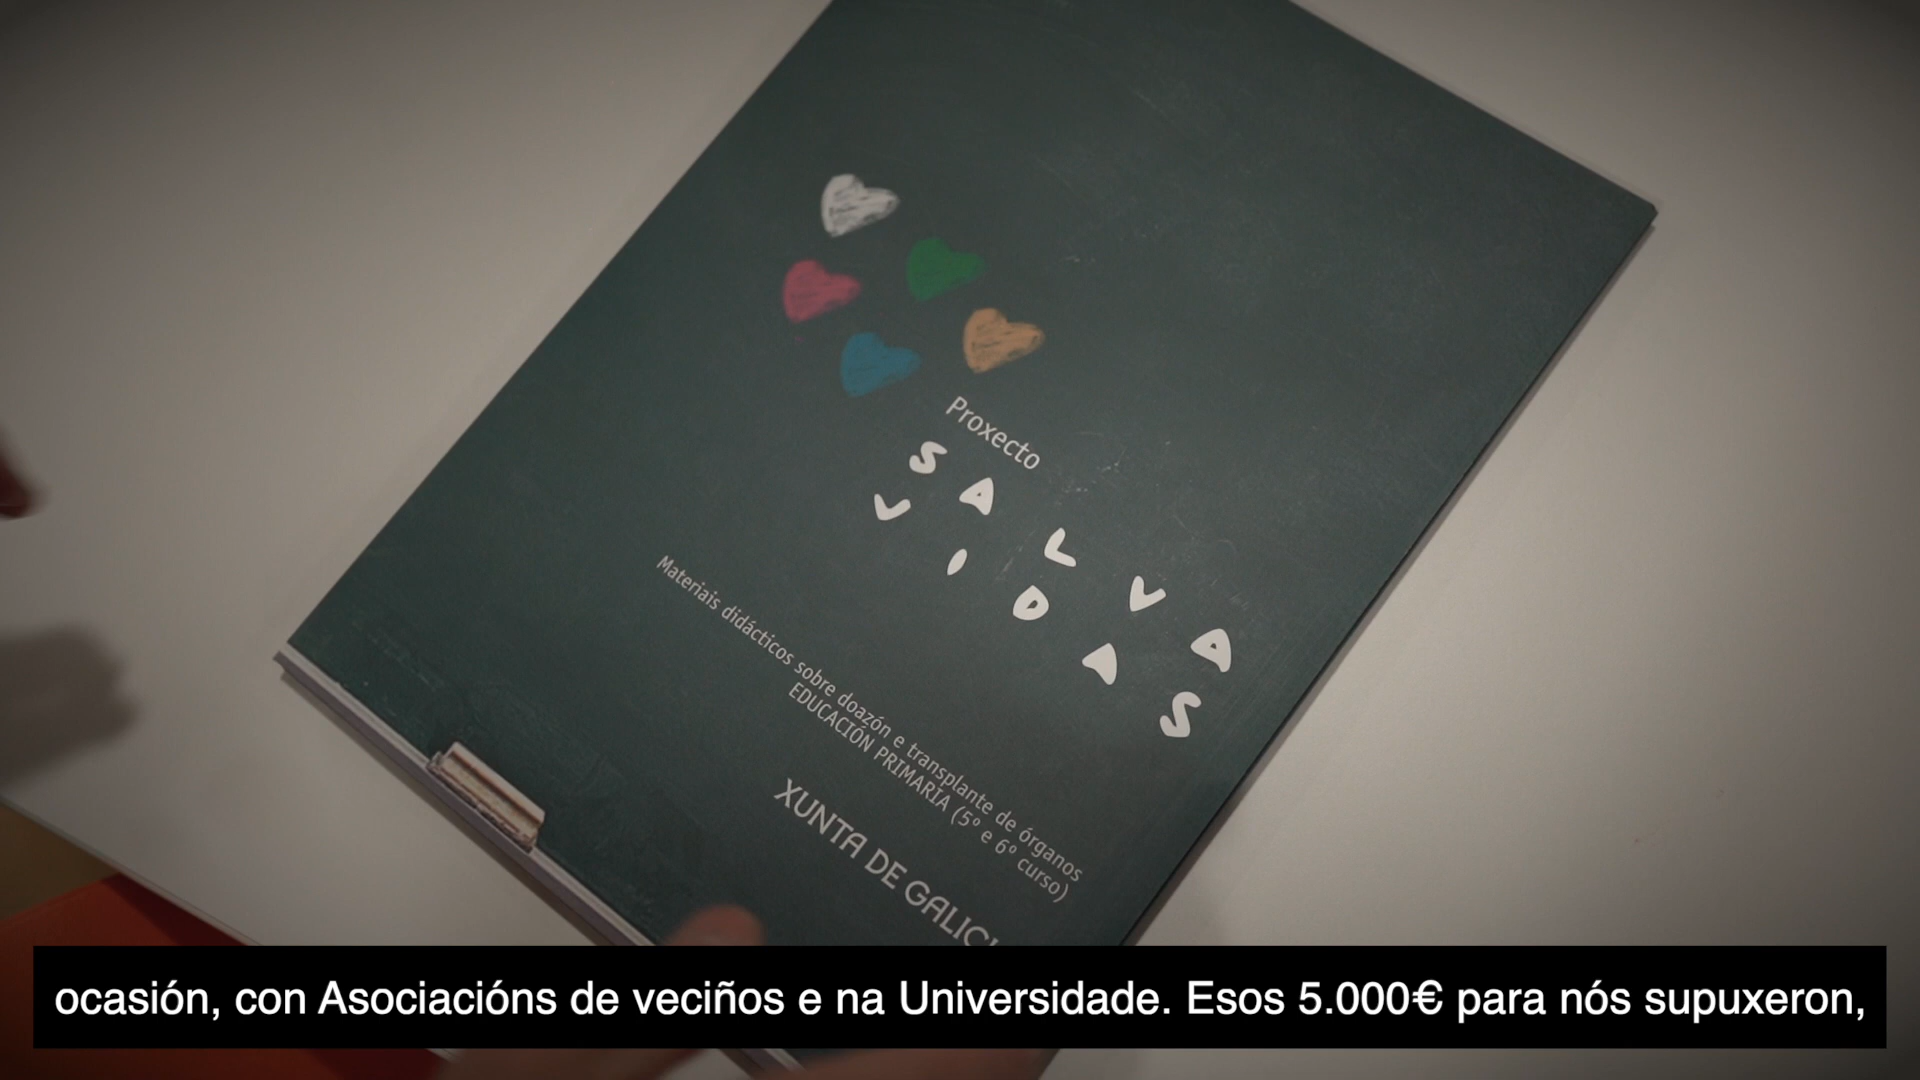 Proxecto
SALVAS
VIDAS
Materiais didácticos sobre doazón e transplante de órganos
EDUCACIÓN PRIMARIA (5º e 6º curso)
XUNTA DE GALICI
ocasión, con Asociacións de veciños e na Universidade. Esos 5.000€ para nós supuxeron,